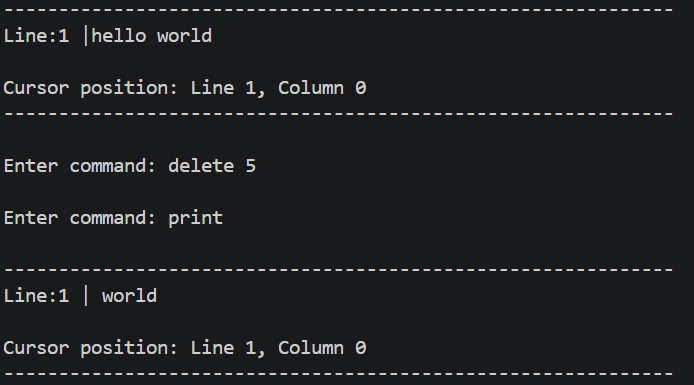 -------------------------------------------------------------
Line:1 |hello world
Cursor position: Line 1, Column 0
-------------------------------------------------------------
Enter command: delete 5
Enter command: print
-------------------------------------------------------------
Line:1 | world
Cursor position: Line 1, Column 0
-------------------------------------------------------------